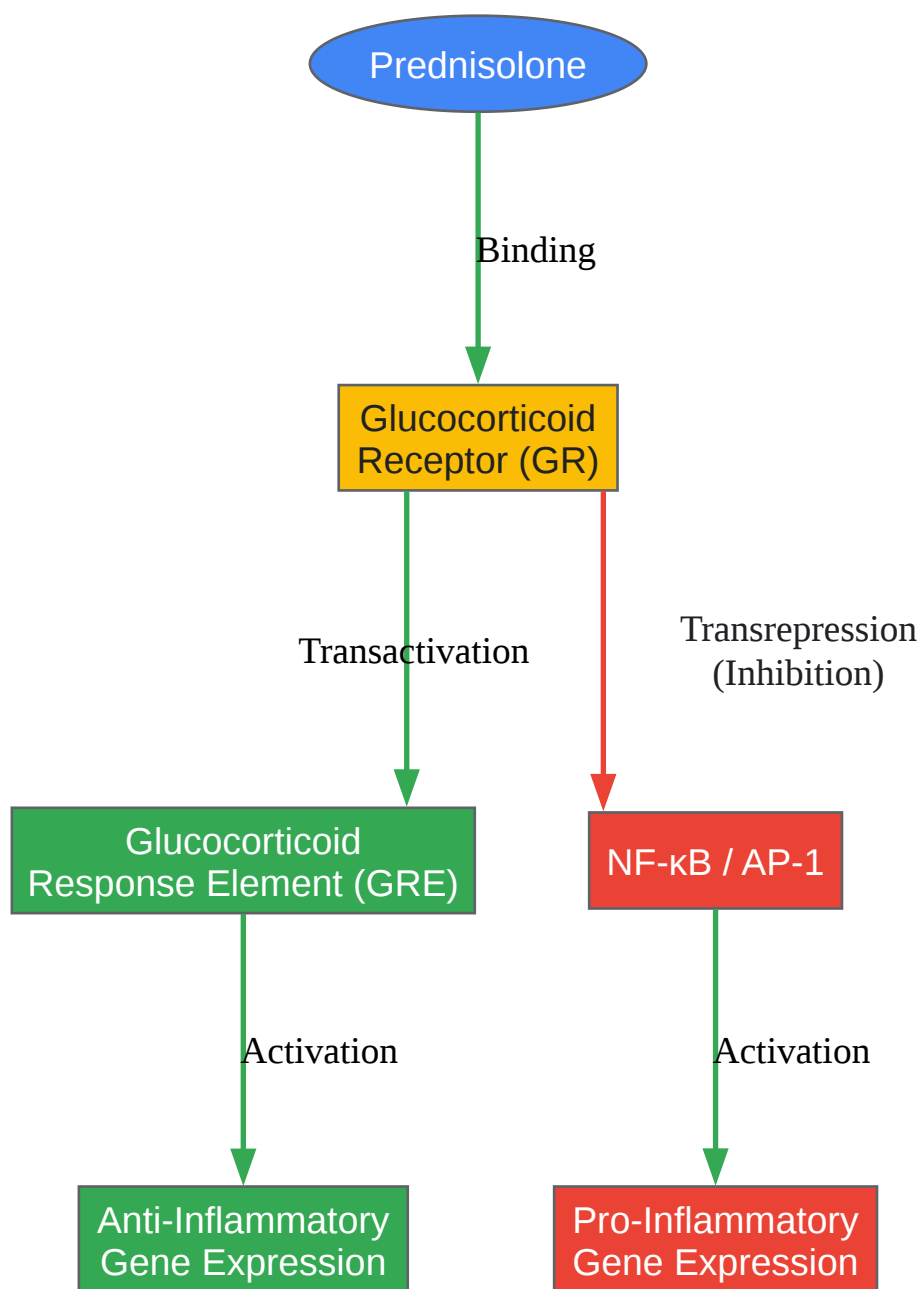 Prednisolone
Binding
Glucocorticoid
Receptor (GR)
Transactivation
Transrepression
(Inhibition)
Glucocorticoid
Response Element (GRE)
NF-κB / AP-1
Activation
Activation
Anti-Inflammatory
Gene Expression
Pro-Inflammatory
Gene Expression